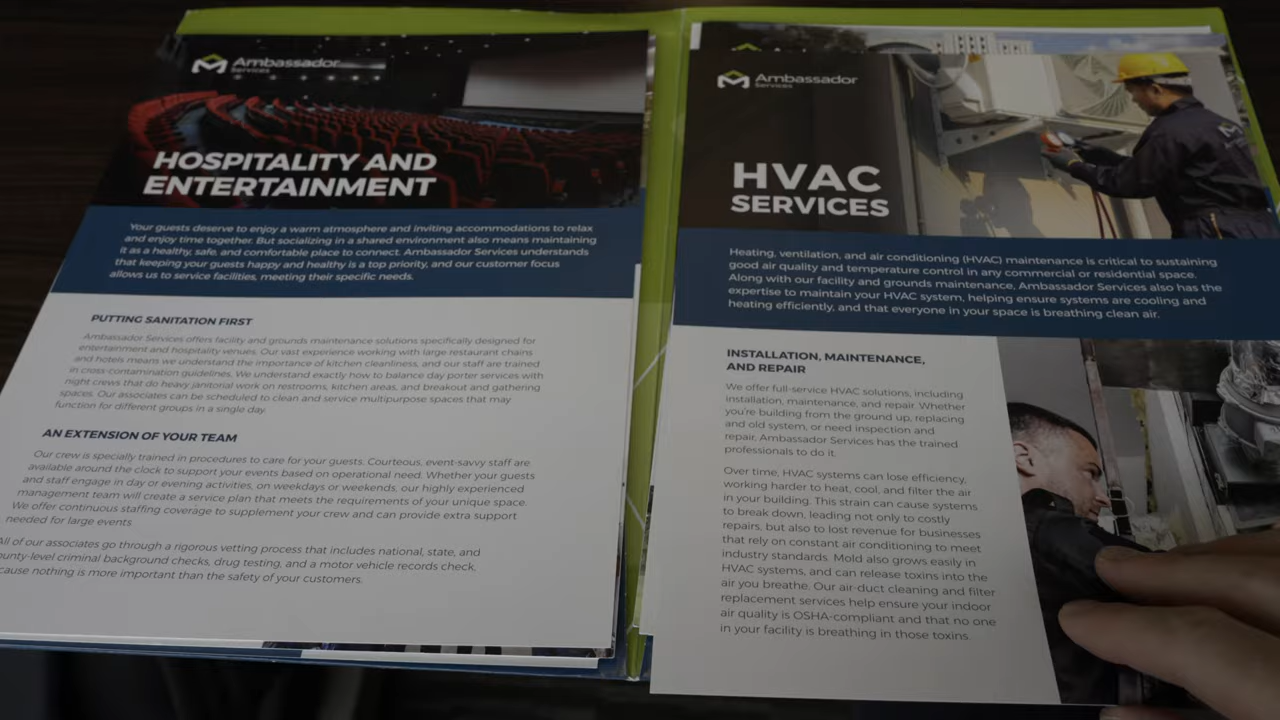 Ambassador
Services
HOSPITALITY AND
ENTERTAINMENT
Your guests deserve to enjoy a warm atmosphere and inviting accommodations to relax
and enjoy time together. But socializing in a shared environment also means maintaining
it as a healthy, safe, and comfortable place to connect. Ambassador Services understands
that keeping your guests happy and healthy is a top priority, and our customer focus
allows us to service facilities, meeting their specific needs.
PUTTING SANITATION FIRST
Ambassador Services offers facility and grounds maintenance solutions specifically designed for
entertainment and hospitality venues. Our vast experience working with large restaurant chains
and hotels means we understand the importance of kitchen cleanliness, and our staff are trained
in cross-contamination guidelines. We understand exactly how to balance day porter services with
night crews that do heavy janitorial work on restrooms, kitchen areas, and breakout and gathering
spaces. Our associates can be scheduled to clean and service multipurpose spaces that may
function for different groups in a single day.
AN EXTENSION OF YOUR TEAM
Our crew is specially trained in procedures to care for your guests. Courteous, event-savvy staff are
available around the clock to support your events based on operational need. Whether your guests
and staff engage in day or evening activities, on weekdays or weekends, our highly experienced
management team will create a service plan that meets the requirements of your unique space.
We offer continuous staffing coverage to supplement your crew and can provide extra support
needed for large events
All of our associates go through a rigorous vetting process that includes national, state, and
ounty-level criminal background checks, drug testing, and a motor vehicle records check,
cause nothing is more important than the safety of your customers.
Ambassador
Services
HVAC
SERVICES
Heating, ventilation, and air conditioning (HVAC) maintenance is critical to sustaining
good air quality and temperature control in any commercial or residential space.
Along with our facility and grounds maintenance, Ambassador Services also has the
expertise to maintain your HVAC system, helping ensure systems are cooling and
heating efficiently, and that everyone in your space is breathing clean air.
INSTALLATION, MAINTENANCE,
AND REPAIR
We offer full-service HVAC solutions, including
installation, maintenance, and repair. Whether
you're building from the ground up, replacing
and old system, or need inspection and
repair, Ambassador Services has the trained
professionals to do it.
Over time, HVAC systems can lose efficiency,
working harder to heat, cool, and filter the air
in your building. This strain can cause systems
to break down, leading not only to costly
repairs, but also to lost revenue for businesses
that rely on constant air conditioning to meet
industry standards. Mold also grows easily in
HVAC systems, and can release toxins into the
air you breathe. Our air-duct cleaning and filter
replacement services help ensure your indoor
air quality is OSHA-compliant and that no one
in your facility is breathing in those toxins.